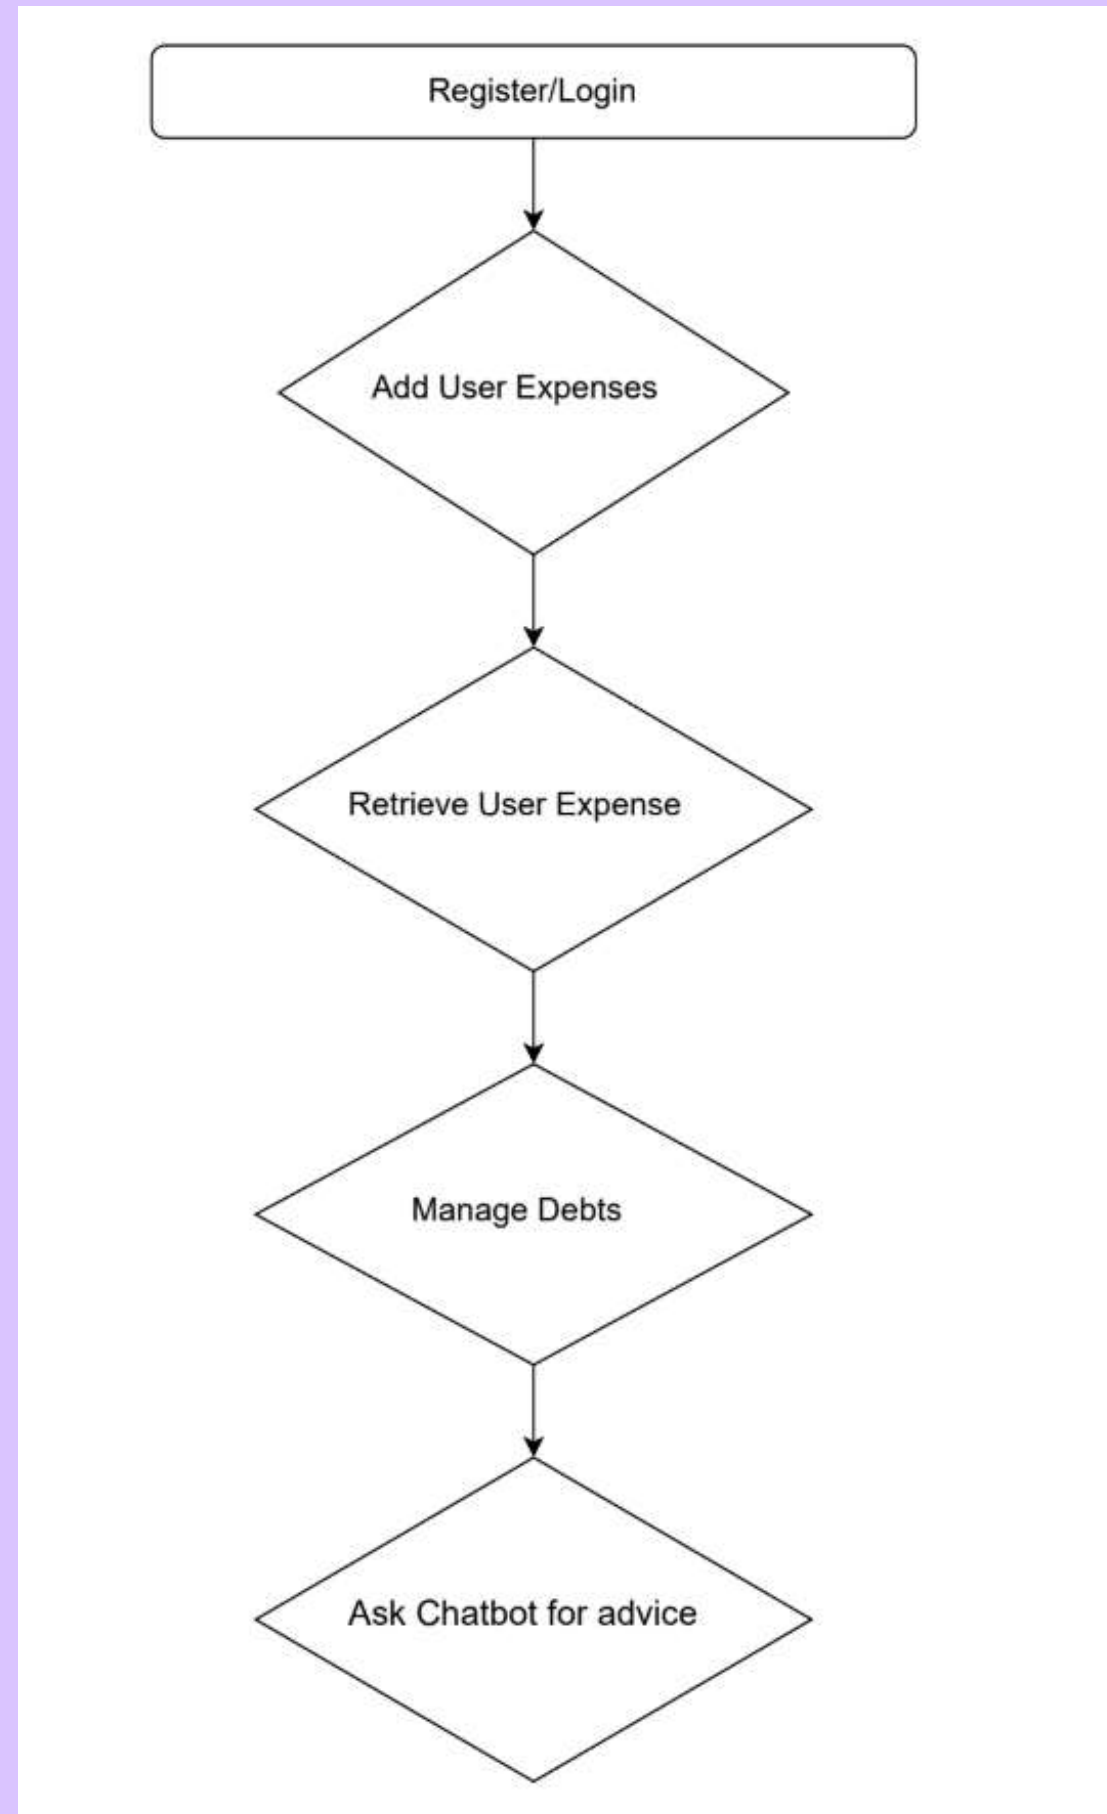 Register/Login
Add User Expenses
Retrieve User Expense
Manage Debts
Ask Chatbot for advice